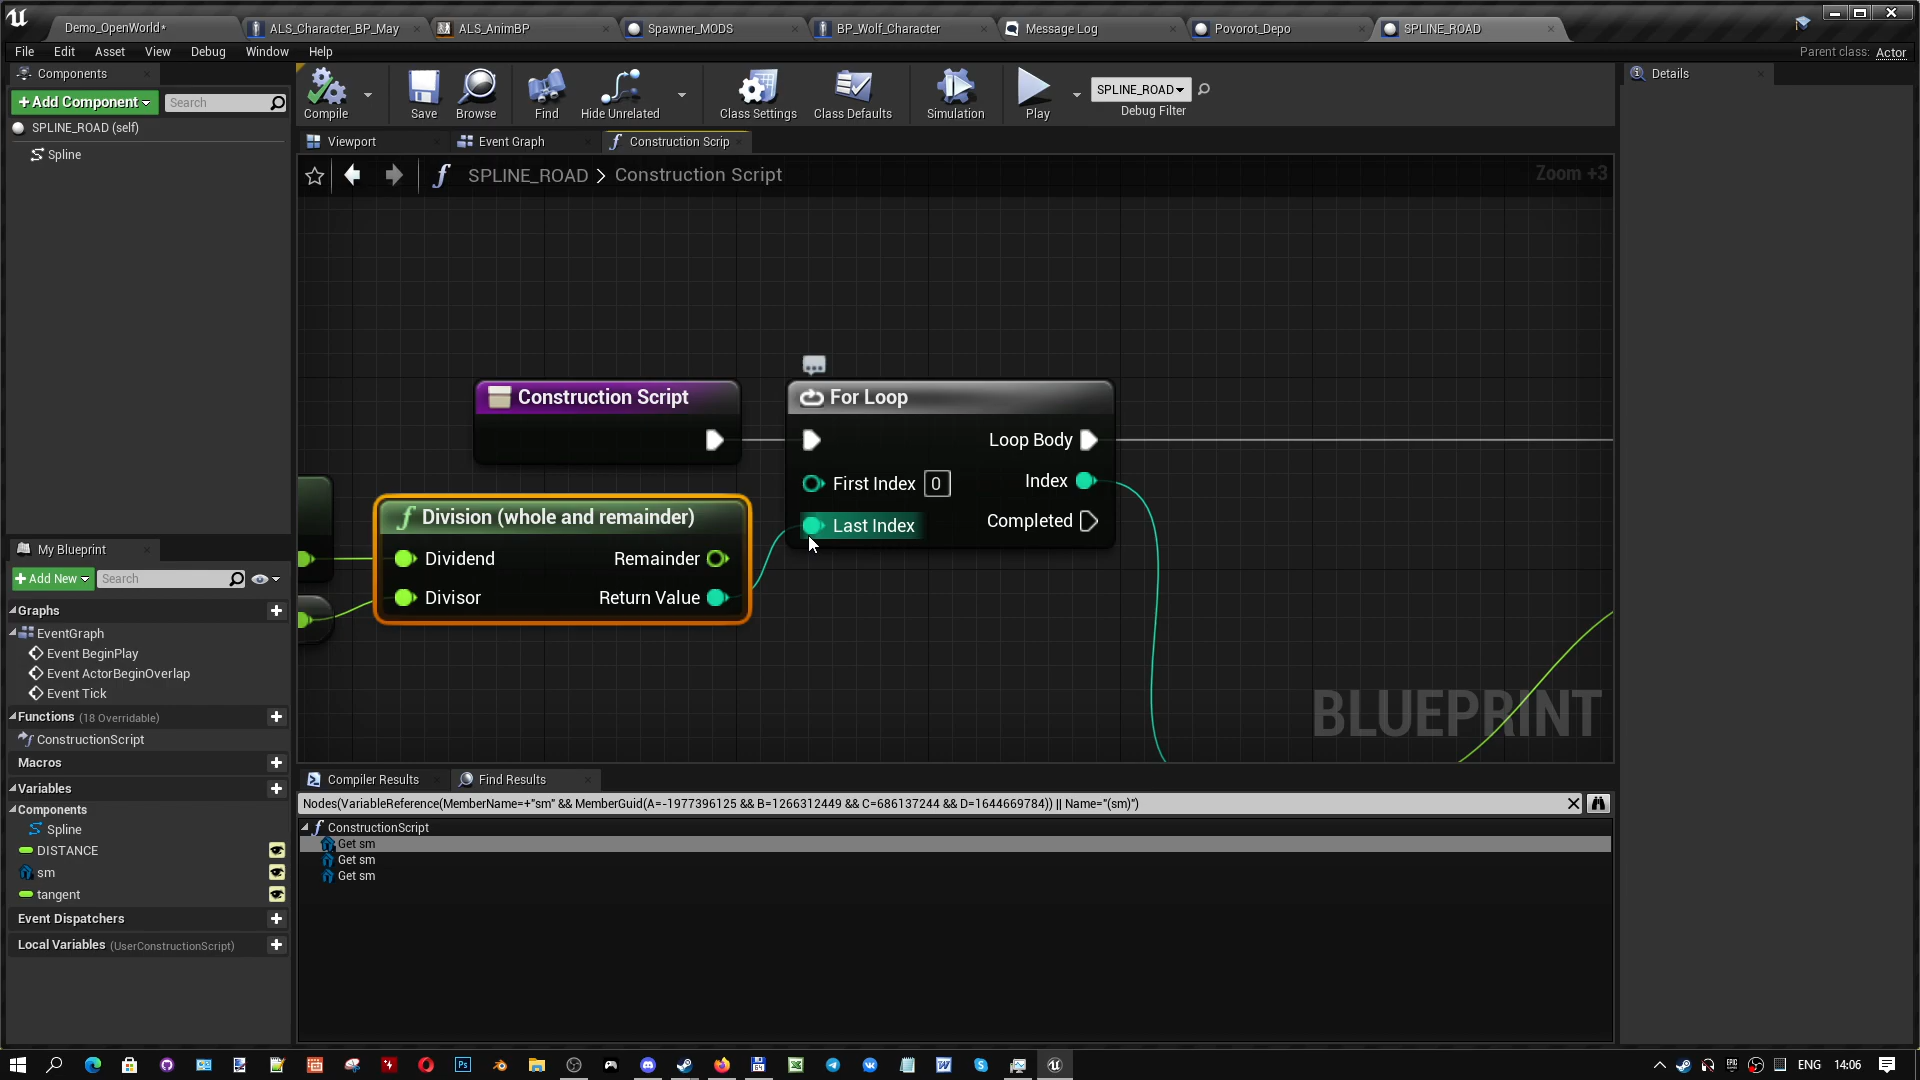 Demo_OpenWorld*
ALS_Character_BP_May
ALS_AnimBP
Spawner_MODS
BP_Wolf_Character
Message Log
Povorot_Depo
SPLINE_ROAD
File Edit Asset View Debug Window Help
Parent class: Actor
Components
Details
+Add Component
Search
Compile
Save
Browse
Find
Hide Unrelated
Class Settings
Class Defaults
Simulation
Play
SPLINE_ROAD
Debug Filter
SPLINE_ROAD (self)
Spline
Viewport
Event Graph
Construction Scrip
SPLINE_ROAD > Construction Script
Zoom +3
Construction Script
For Loop
Loop Body
First Index 0
Index
Last Index
Completed
Division (whole and remainder)
Dividend
Remainder
Divisor
Return Value
BLUEPRINT
My Blueprint
+Add New
Search
Graphs
EventGraph
Event BeginPlay
Event ActorBeginOverlap
Event Tick
Functions (18 Overridable)
ConstructionScript
Macros
Variables
Components
Spline
DISTANCE
sm
tangent
Event Dispatchers
Local Variables (UserConstructionScript)
Compiler Results
Find Results
Nodes(VariableReference(MemberName=+"sm" && MemberGuid(A=-1977396125 && B=1266312449 && C=686137244 && D=1644669784)) || Name="(sm)")
ConstructionScript
Get sm
Get sm
Get sm
ENG
14:06